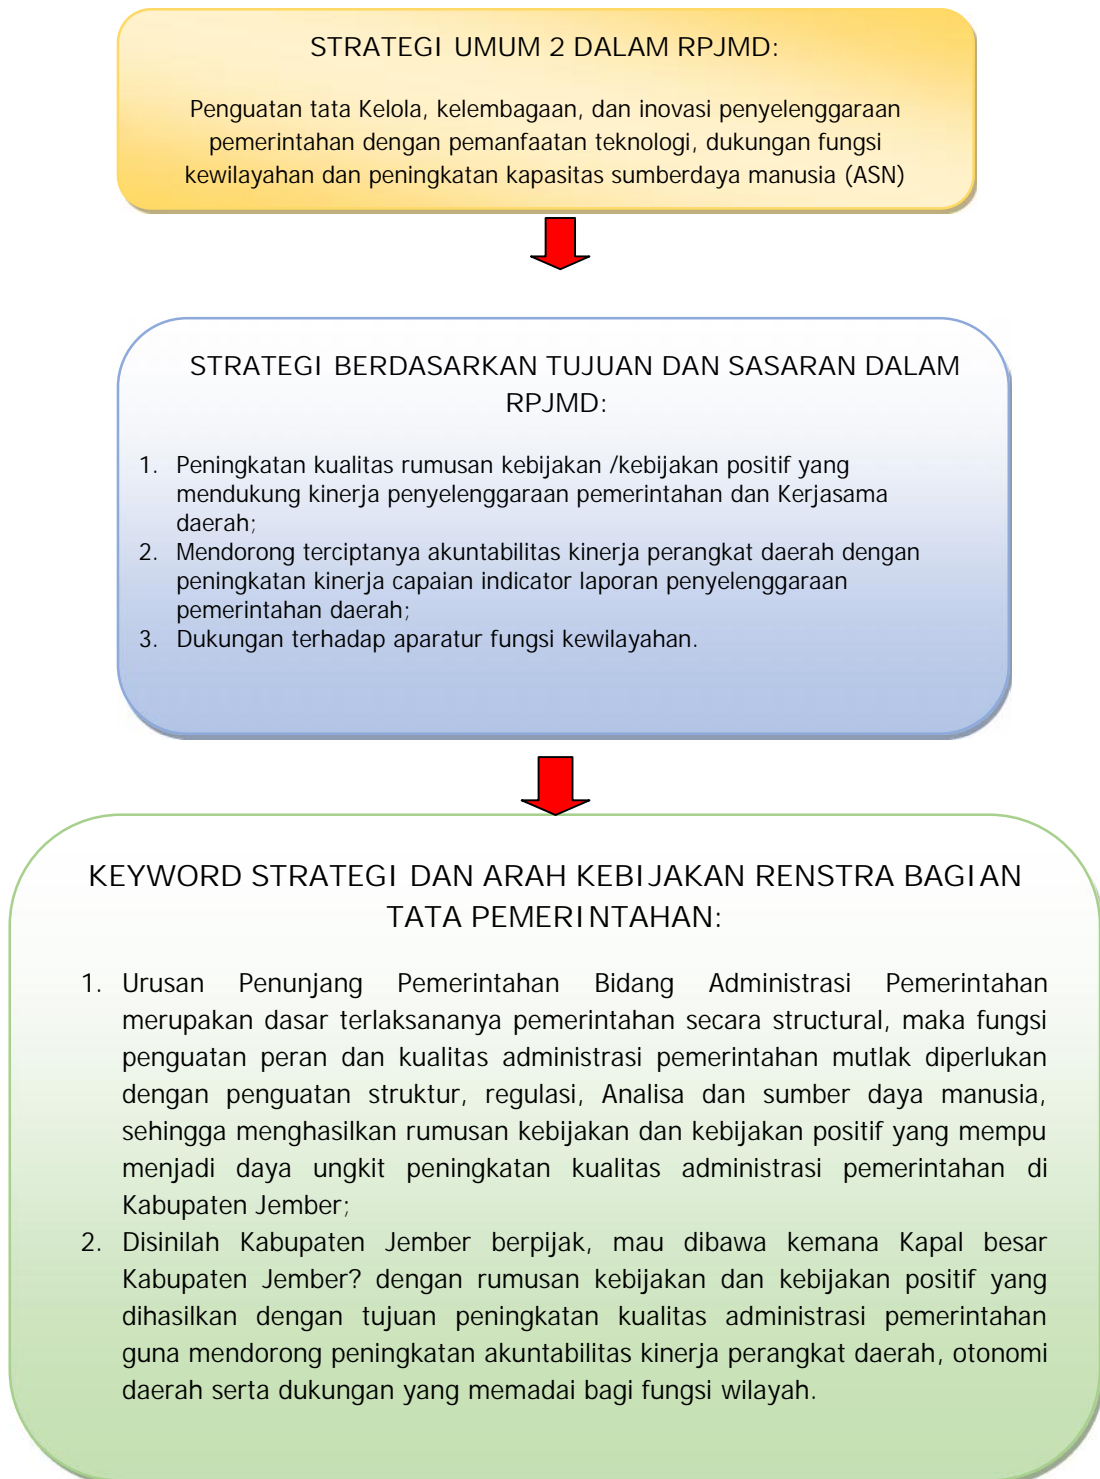 STRATEGI UMUM 2 DALAM RPJMD:
Penguatan tata Kelola, kelembagaan, dan inovasi penyelenggaraan
pemerintahan dengan pemanfaatan teknologi, dukungan fungsi
kewilayahan dan peningkatan kapasitas sumberdaya manusia (ASN)
STRATEGI BERDASARKAN TUJUAN DAN SASARAN DALAM
RPJMD:
1. Peningkatan kualitas rumusan kebijakan /kebijakan positif yang
mendukung kinerja penyelenggaraan pemerintahan dan Kerjasama
daerah;
2. Mendorong terciptanya akuntabilitas kinerja perangkat daerah dengan
peningkatan kinerja capaian indicator laporan penyelenggaraan
pemerintahan daerah;
3. Dukungan terhadap aparatur fungsi kewilayahan.
KEYWORD STRATEGI DAN ARAH KEBIJAKAN RENSTRA BAGIAN
TATA PEMERINTAHAN:
1. Urusan Penunjang Pemerintahan Bidang Administrasi Pemerintahan
merupakan dasar terlaksananya pemerintahan secara structural, maka fungsi
penguatan peran dan kualitas administrasi pemerintahan mutlak diperlukan
dengan penguatan struktur, regulasi, Analisa dan sumber daya manusia,
sehingga menghasilkan rumusan kebijakan dan kebijakan positif yang mempu
menjadi daya ungkit peningkatan kualitas administrasi pemerintahan di
Kabupaten Jember;
2. Disinilah Kabupaten Jember berpijak, mau dibawa kemana Kapal besar
Kabupaten Jember? dengan rumusan kebijakan dan kebijakan positif yang
dihasilkan dengan tujuan peningkatan kualitas administrasi pemerintahan
guna mendorong peningkatan akuntabilitas kinerja perangkat daerah, otonomi
daerah serta dukungan yang memadai bagi fungsi wilayah.